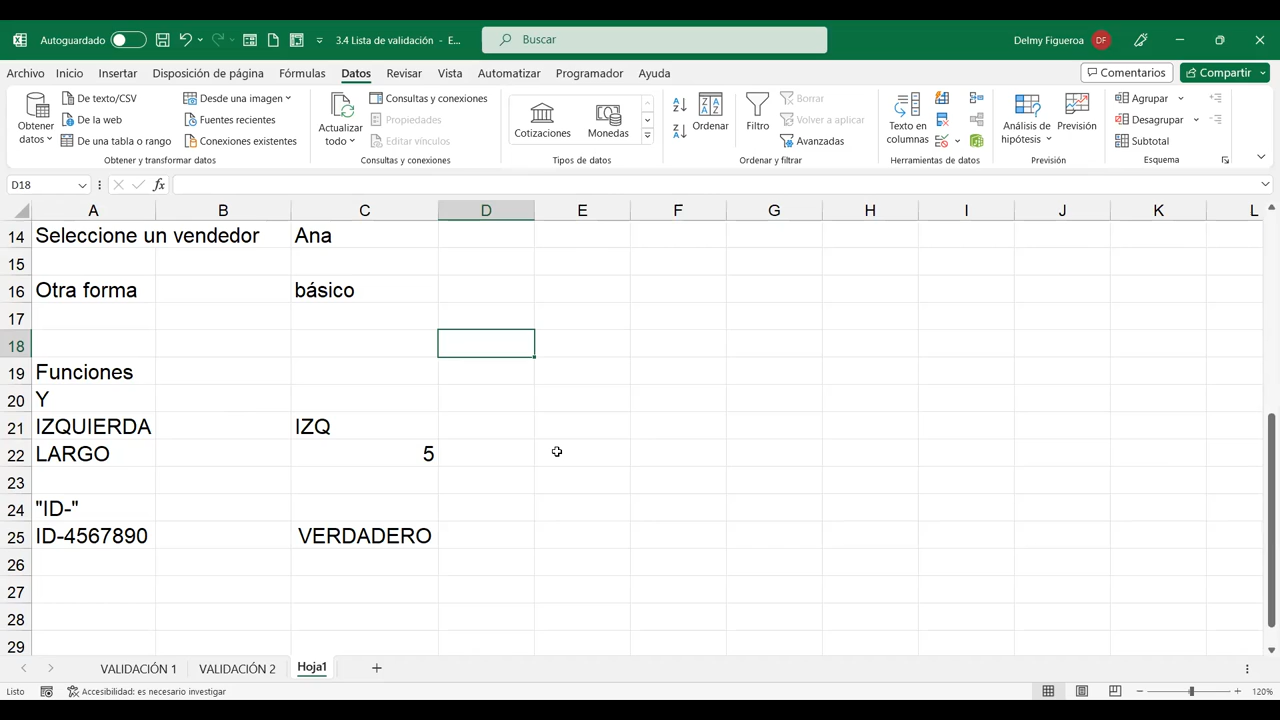 Autoguardado 3.4 Lista de validación - E... Buscar Delmy Figueroa DF
Archivo Inicio Insertar Disposición de página Fórmulas Datos Revisar Vista Automatizar Programador Ayuda Comentarios Compartir
Obtener datos
De texto/CSV
De la web
De una tabla o rango
Desde una imagen
Fuentes recientes
Conexiones existentes
Obtener y transformar datos
Actualizar todo
Consultas y conexiones
Propiedades
Editar vínculos
Consultas y conexiones
Cotizaciones
Monedas
Tipos de datos
Ordenar
Filtro
Borrar
Volver a aplicar
Avanzadas
Ordenar y filtrar
Texto en columnas
Herramientas de datos
Análisis de hipótesis
Previsión
Previsión
Agrupar
Desagrupar
Subtotal
Esquema
D18 fx
A B C D E F G H I J K L
14 Seleccione un vendedor Ana
15
16 Otra forma básico
17
18
19 Funciones
20 Y
21 IZQUIERDA IZQ
22 LARGO 5
23
24 "ID-"
25 ID-4567890 VERDADERO
26
27
28
29
VALIDACIÓN 1 VALIDACIÓN 2 Hoja1
Listo Accesibilidad: es necesario investigar 120%